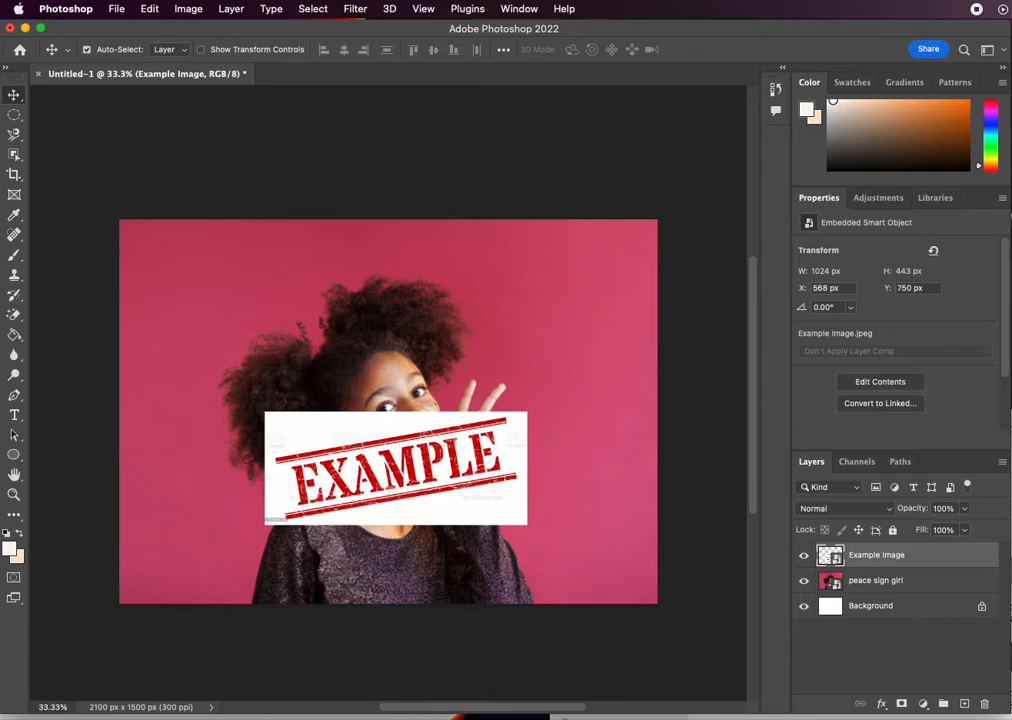 Photoshop File Edit Image Layer Type Select Filter 3D View Plugins Window Help
Adobe Photoshop 2022
Auto-Select: Layer Show Transform Controls 3D Mode: Share
Untitled-1 @ 33.3% (Example Image, RGB/8) *
Color Swatches Gradients Patterns
Properties Adjustments Libraries
Embedded Smart Object
Transform
W: 1024 px H: 443 px
X: 568 px Y: 750 px
0.00°
Example Image.jpeg
Don't Apply Layer Comp
Edit Contents
Convert to Linked...
EXAMPLE
Layers Channels Paths
Kind
Normal Opacity: 100%
Lock: Fill: 100%
Example Image
peace sign girl
Background
33.33% 2100 px x 1500 px (300 ppi)